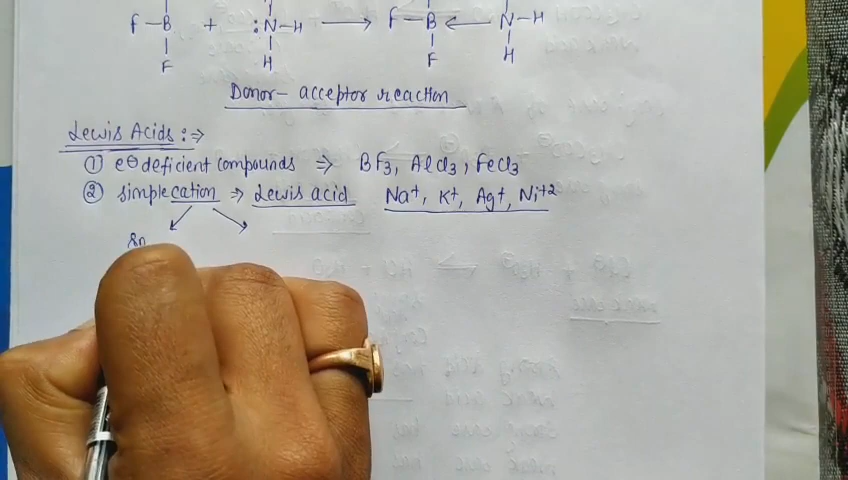 F—B + :N—H → F—B ← N—H
F H F H
Donor- acceptor reaction
Lewis Acids :⇒
① e⊖ deficient compounds ⇒ BF3, AlCl3, FeCl3
② simple cation ⇒ Lewis acid Na+, K+, Ag+, Ni+2